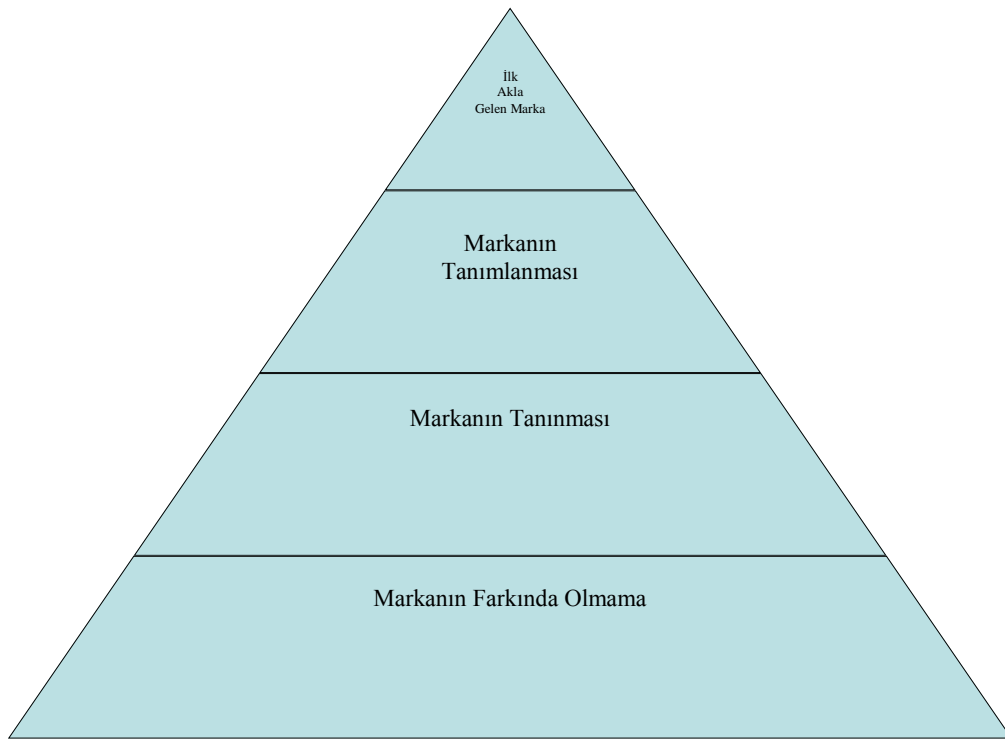 İlk
Akla
Gelen Marka
Markanın
Tanımlanması
Markanın Tanınması
Markanın Farkında Olmama